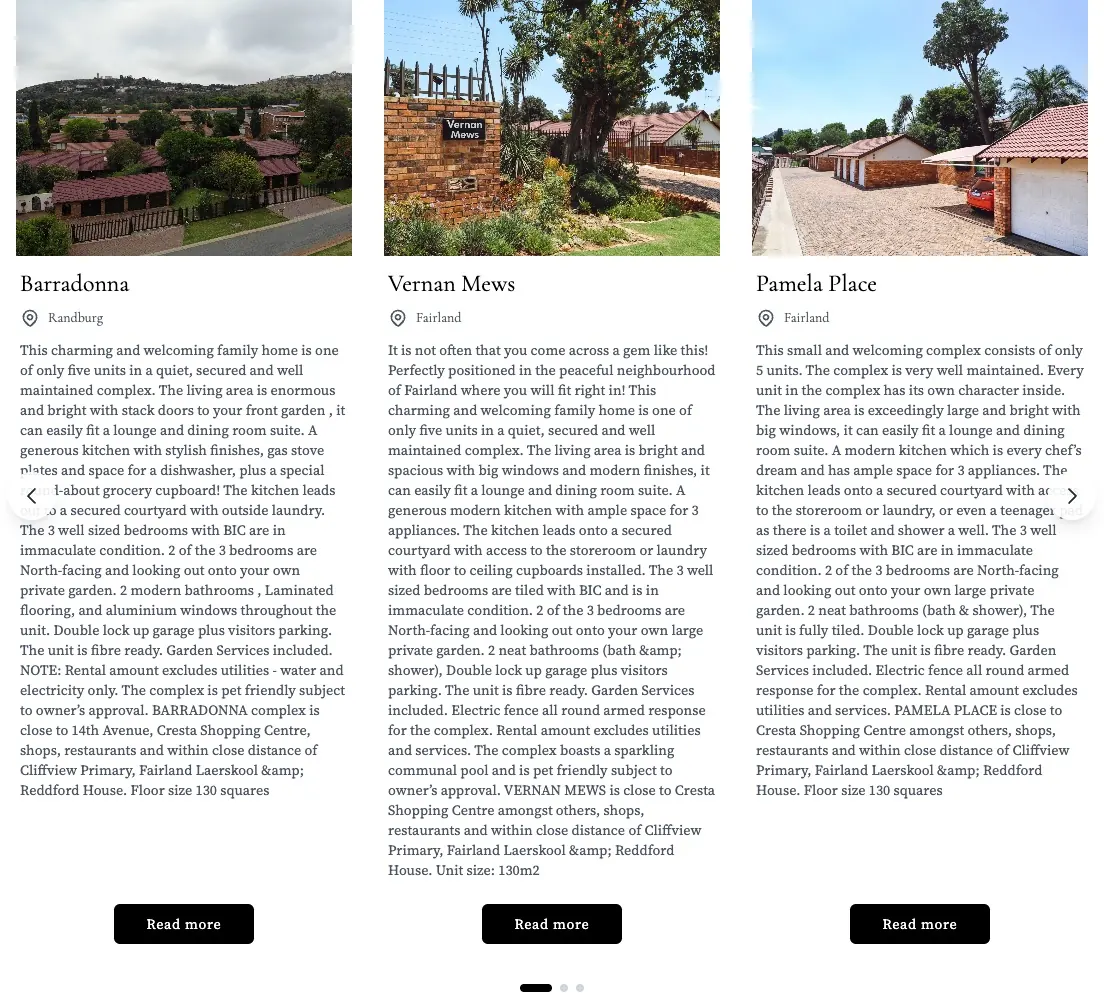 Vernan
Mews
Barradonna
Randburg
This charming and welcoming family home is one
of only five units in a quiet, secured and well
maintained complex. The living area is enormous
and bright with stack doors to your front garden , it
can easily fit a lounge and dining room suite. A
generous kitchen with stylish finishes, gas stove
plates and space for a dishwasher, plus a special
-about grocery cupboard! The kitchen leads
out to a secured courtyard with outside laundry.
The 3 well sized bedrooms with BIC are in
immaculate condition. 2 of the 3 bedrooms are
North-facing and looking out onto your own
private garden. 2 modern bathrooms , Laminated
flooring, and aluminium windows throughout the
unit. Double lock up garage plus visitors parking.
The unit is fibre ready. Garden Services included.
NOTE: Rental amount excludes utilities - water and
electricity only. The complex is pet friendly subject
to owner’s approval. BARRADONNA complex is
close to 14th Avenue, Cresta Shopping Centre,
shops, restaurants and within close distance of
Cliffview Primary, Fairland Laerskool &amp;
Reddford House. Floor size 130 squares
Read more
Vernan Mews
Fairland
It is not often that you come across a gem like this!
Perfectly positioned in the peaceful neighbourhood
of Fairland where you will fit right in! This
charming and welcoming family home is one of
only five units in a quiet, secured and well
maintained complex. The living area is bright and
spacious with big windows and modern finishes, it
can easily fit a lounge and dining room suite. A
generous modern kitchen with ample space for 3
appliances. The kitchen leads onto a secured
courtyard with access to the storeroom or laundry
with floor to ceiling cupboards installed. The 3 well
sized bedrooms are tiled with BIC and is in
immaculate condition. 2 of the 3 bedrooms are
North-facing and looking out onto your own large
private garden. 2 neat bathrooms (bath &amp;
shower), Double lock up garage plus visitors
parking. The unit is fibre ready. Garden Services
included. Electric fence all round armed response
for the complex. Rental amount excludes utilities
and services. The complex boasts a sparkling
communal pool and is pet friendly subject to
owner’s approval. VERNAN MEWS is close to Cresta
Shopping Centre amongst others, shops,
restaurants and within close distance of Cliffview
Primary, Fairland Laerskool &amp; Reddford
House. Unit size: 130m2
Read more
Pamela Place
Fairland
This small and welcoming complex consists of only
5 units. The complex is very well maintained. Every
unit in the complex has its own character inside.
The living area is exceedingly large and bright with
big windows, it can easily fit a lounge and dining
room suite. A modern kitchen which is every chef’s
dream and has ample space for 3 appliances. The
kitchen leads onto a secured courtyard with access
to the storeroom or laundry, or even a teenager pad
as there is a toilet and shower a well. The 3 well
sized bedrooms with BIC are in immaculate
condition. 2 of the 3 bedrooms are North-facing
and looking out onto your own large private
garden. 2 neat bathrooms (bath & shower), The
unit is fully tiled. Double lock up garage plus
visitors parking. The unit is fibre ready. Garden
Services included. Electric fence all round armed
response for the complex. Rental amount excludes
utilities and services. PAMELA PLACE is close to
Cresta Shopping Centre amongst others, shops,
restaurants and within close distance of Cliffview
Primary, Fairland Laerskool &amp; Reddford
House. Floor size 130 squares
Read more